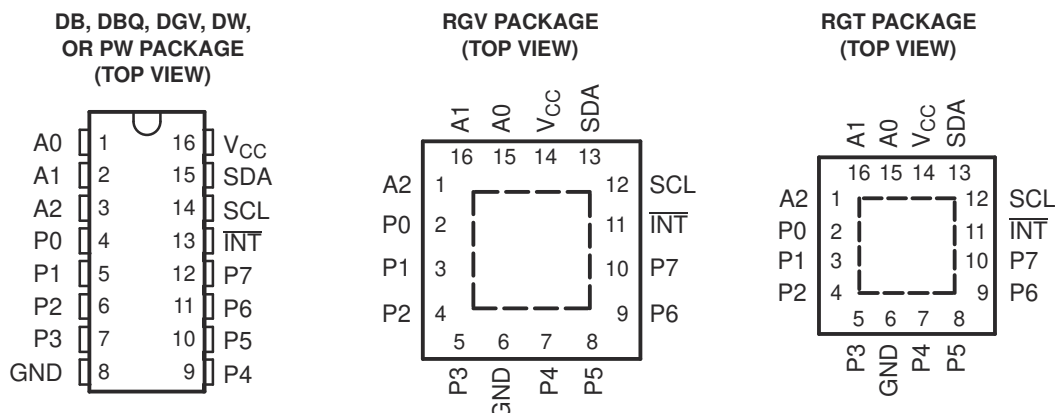 DB, DBQ, DGV, DW,
OR PW PACKAGE
(TOP VIEW)
A0 1 16 VCC
A1 2 15 SDA
A2 3 14 SCL
P0 4 13 INT
P1 5 12 P7
P2 6 11 P6
P3 7 10 P5
GND 8 9 P4
RGV PACKAGE
(TOP VIEW)
A1 A0 VCC SDA
16 15 14 13
A2 1 12 SCL
P0 2 11 INT
P1 3 10 P7
P2 4 9 P6
5 6 7 8
P3 GND P4 P5
RGT PACKAGE
(TOP VIEW)
A1 A0 VCC SDA
16 15 14 13
A2 1 12 SCL
P0 2 11 INT
P1 3 10 P7
P2 4 9 P6
5 6 7 8
P3 GND P4 P5